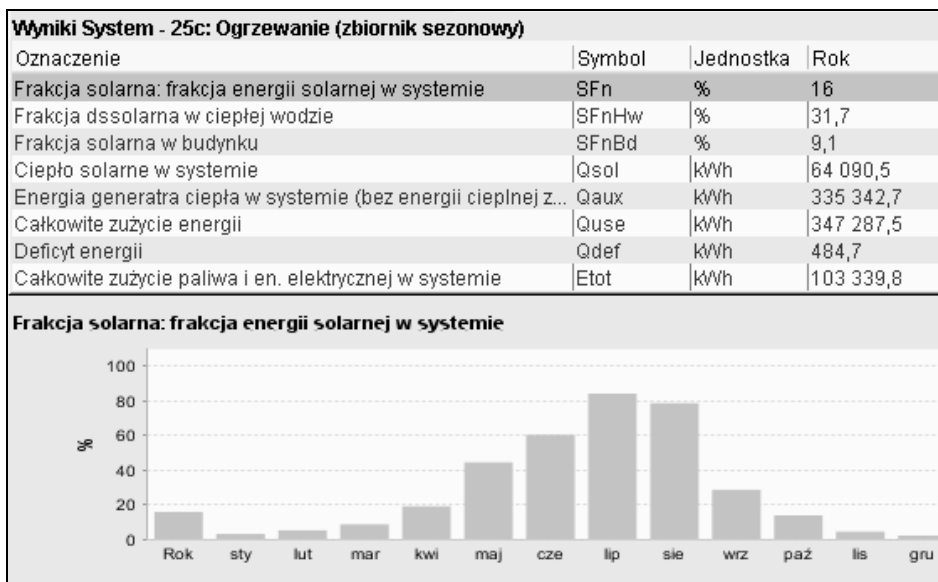 Wyniki System - 25c: Ogrzewanie (zbiornik sezonowy)
Oznaczenie Symbol Jednostka Rok
Frakcja solarna: frakcja energii solarnej w systemie SFn % 16
Frakcja dssolarna w ciepłej wodzie SFnHw % 31,7
Frakcja solarna w budynku SFnBd % 9,1
Ciepło solarne w systemie Qsol kWh 64 090,5
Energia generatra ciepła w systemie (bez energii cieplnej z... Qaux kWh 335 342,7
Całkowite zużycie energii Quse kWh 347 287,5
Deficyt energii Qdef kWh 484,7
Całkowite zużycie paliwa i en. elektrycznej w systemie Etot kWh 103 339,8
Frakcja solarna: frakcja energii solarnej w systemie
100
80
60
40
20
0
%
Rok sty lut mar kwi maj cze lip sie wrz paź lis gru